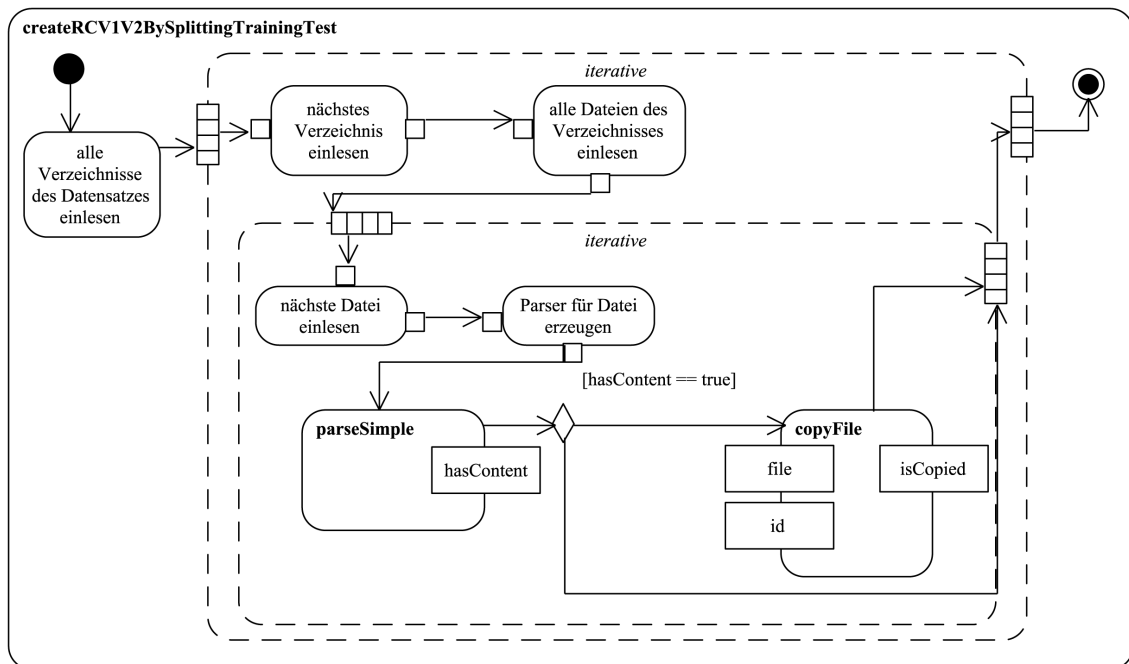 createRCV1V2BySplittingTrainingTest
iterative
nächstes
Verzeichnis
einlesen
alle Dateien des
Verzeichnisses
einlesen
alle
Verzeichnisse
des Datensatzes
einlesen
iterative
nächste Datei
einlesen
Parser für Datei
erzeugen
[hasContent == true]
parseSimple
hasContent
copyFile
file
isCopied
id